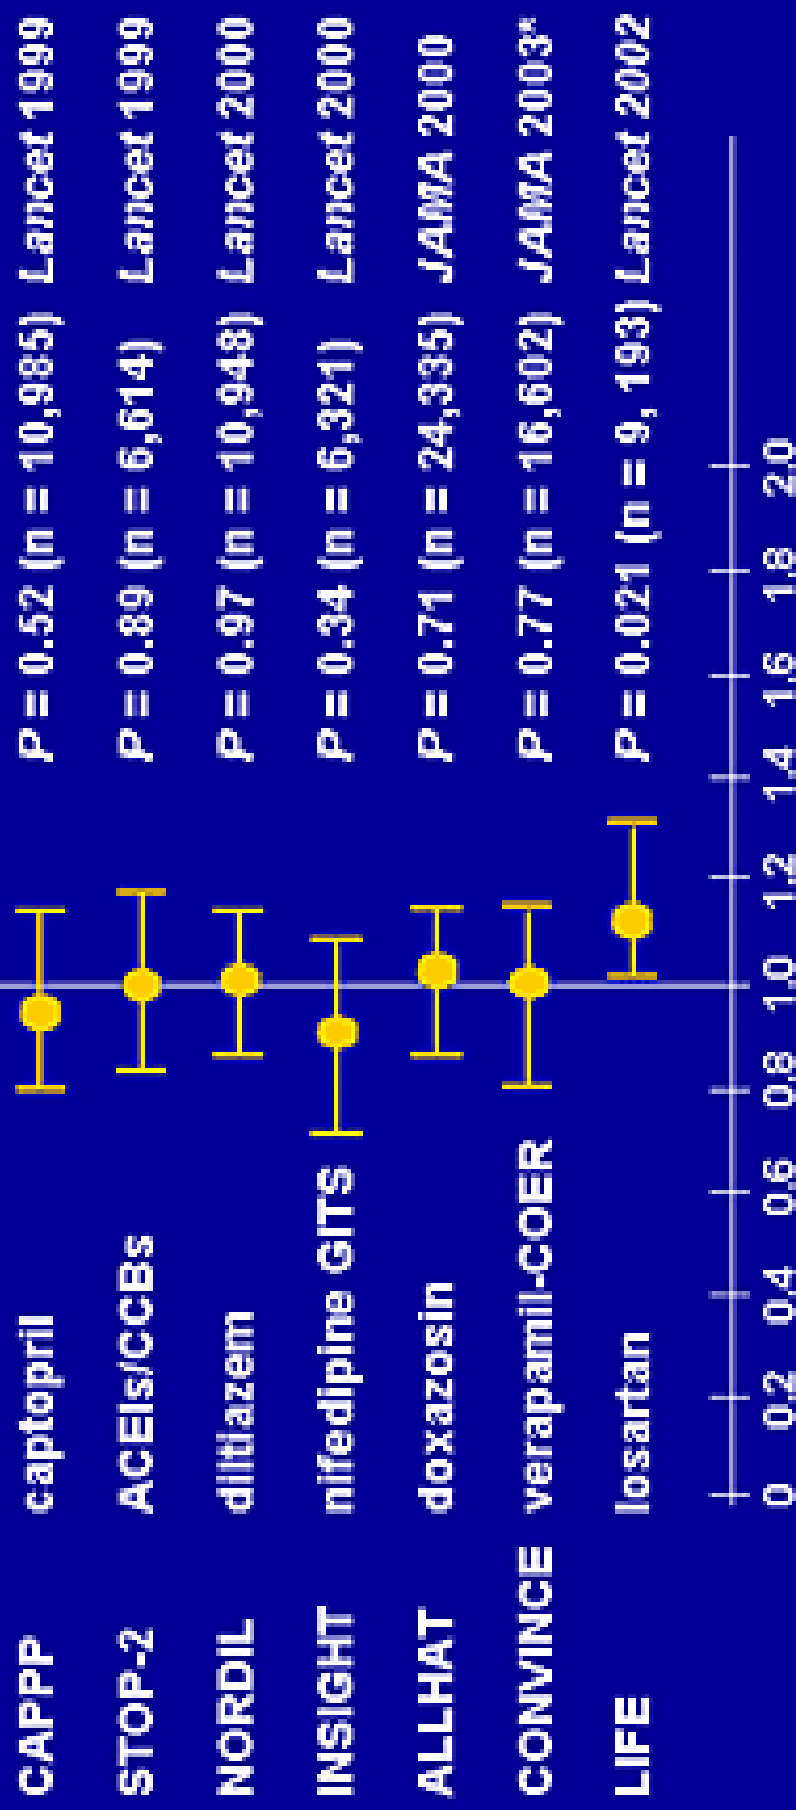 CAPPP captopril P = 0.52 (n = 10,985) Lancet 1999
STOP-2 ACEIs/CCBs P = 0.89 (n = 6,614) Lancet 1999
NORDIL diltiazem P = 0.97 (n = 10,948) Lancet 2000
INSIGHT nifedipine GITS P = 0.34 (n = 6,321) Lancet 2000
ALLHAT doxazosin P = 0.71 (n = 24,335) JAMA 2000
CONVINCE verapamil-COER P = 0.77 (n = 16,602) JAMA 2003*
LIFE losartan P = 0.021 (n = 9, 193) Lancet 2002
0 0.2 0.4 0.6 0.8 1.0 1.2 1.4 1.6 1.8 2.0